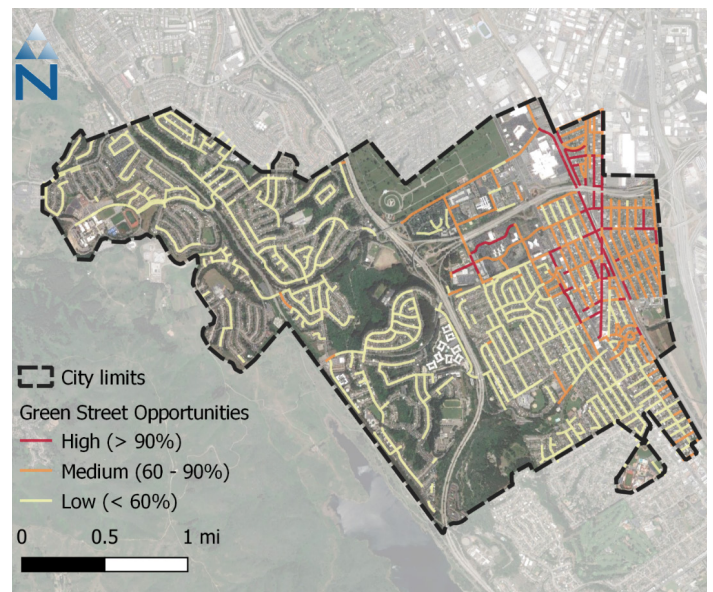 N
City limits
Green Street Opportunities
High (> 90%)
Medium (60 - 90%)
Low (< 60%)
0 0.5 1 mi